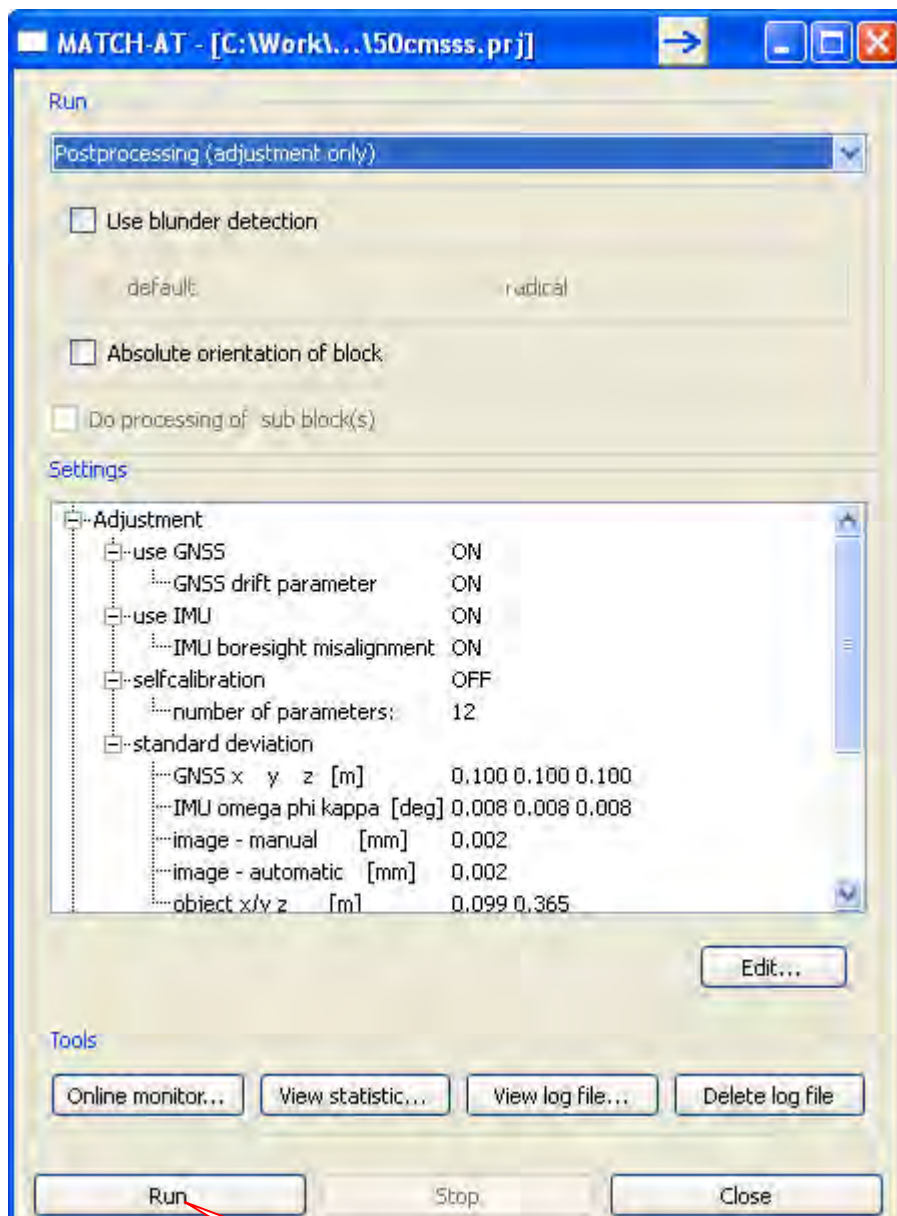 MATCH-AT - [C:\Work\...\50cmsss.prj]
Run
Postprocessing (adjustment only)
Use blunder detection
default radical
Absolute orientation of block
Do processing of sub block(s)
Settings
Adjustment
use GNSS ON
GNSS drift parameter ON
use IMU ON
IMU boresight misalignment ON
selfcalibration OFF
number of parameters: 12
standard deviation
GNSS x y z [m] 0.100 0.100 0.100
IMU omega phi kappa [deg] 0.008 0.008 0.008
image - manual [mm] 0.002
image - automatic [mm] 0.002
object x/y z [m] 0.099 0.365
Edit...
Tools
Online monitor... View statistic... View log file... Delete log file
Run Stop Close